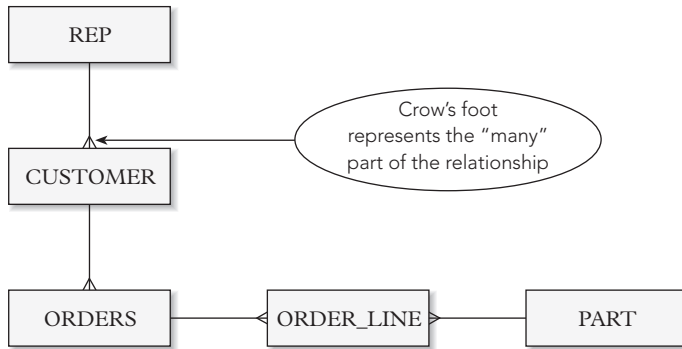 REP
Crow’s foot
represents the “many”
part of the relationship
CUSTOMER
ORDERS
ORDER_LINE
PART